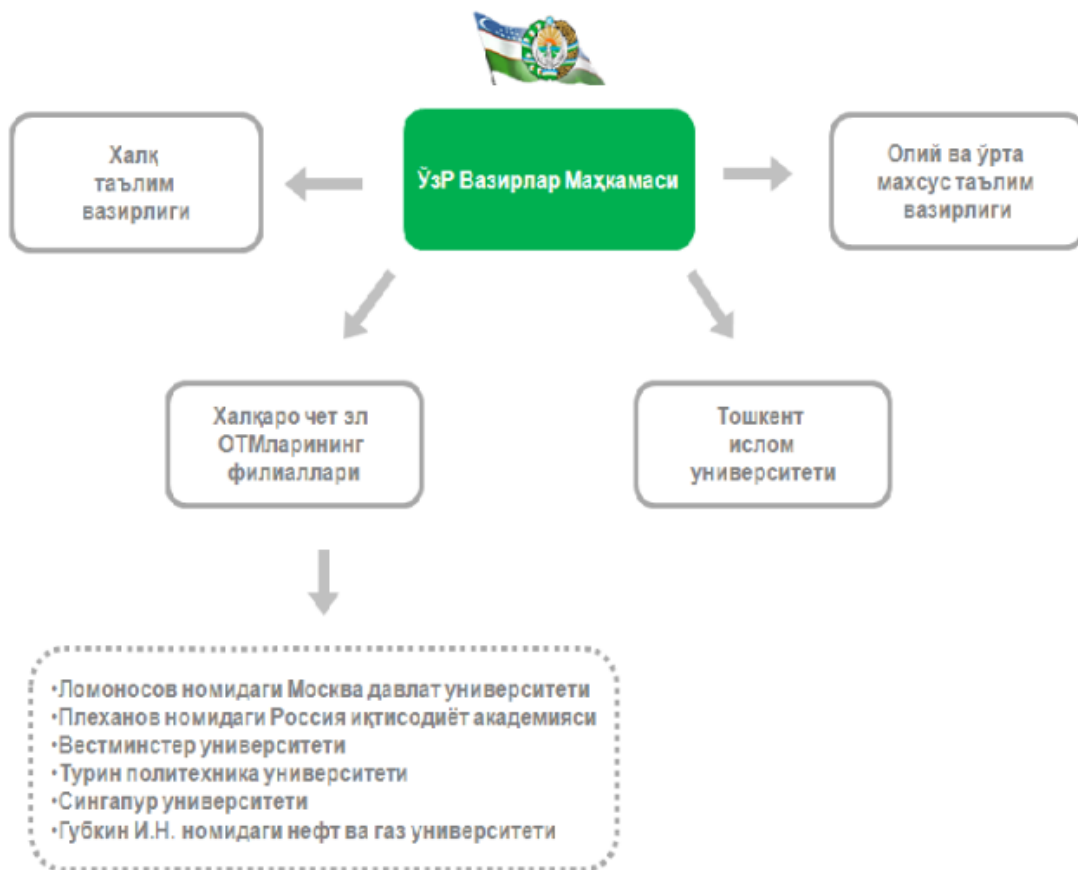 Халқ
таълим
вазирлиги
ЎзР Вазирлар Маҳкамаси
Олий ва ўрта
махсус таълим
вазирлиги
Халқаро чет эл
ОТМларининг
филиаллари
Тошкент
ислом
университети
•Ломоносов номидаги Москва давлат университети
•Плеханов номидаги Россия иқтисодиёт академияси
•Вестминстер университети
•Турин политехника университети
•Сингапур университети
•Губкин И.Н. номидаги нефт ва газ университети